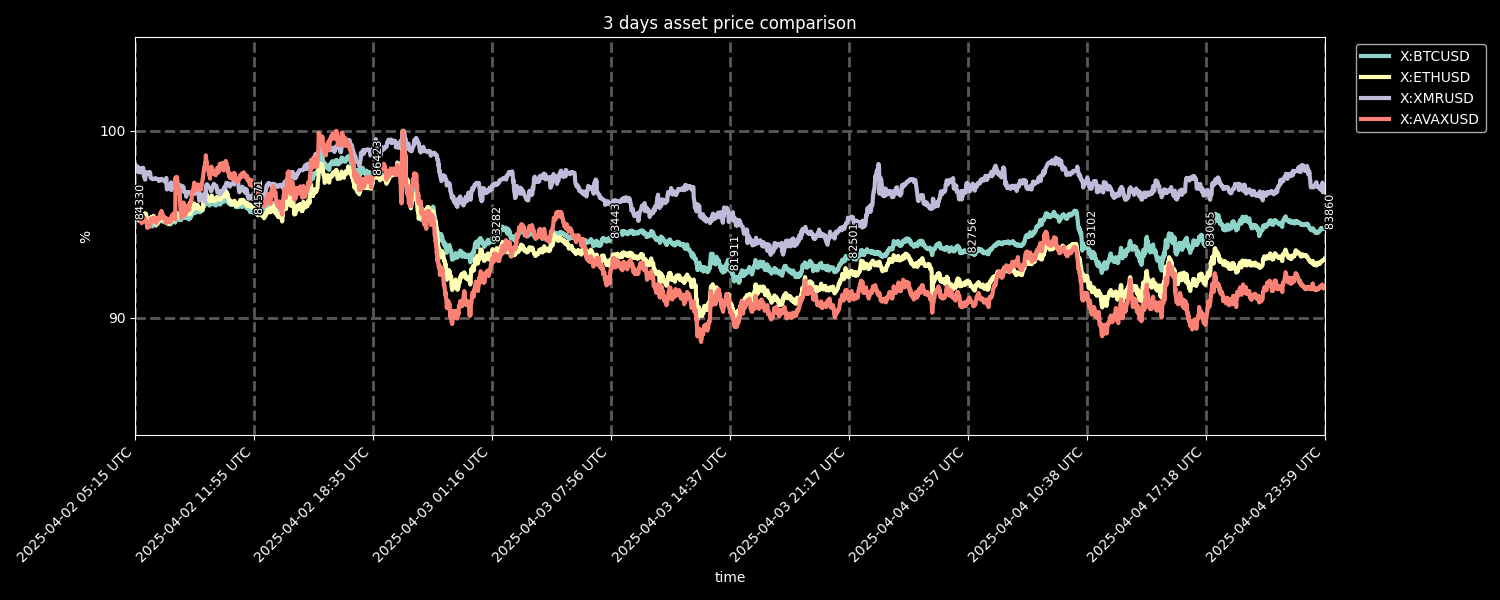 3 days asset price comparison
X:BTCUSD
X:ETHUSD
X:XMRUSD
X:AVAXUSD
100
90
%
84330
84571
86423
83282
83443
81911
82501
82756
83102
83065
83860
2025-04-02 05:15 UTC
2025-04-02 11:55 UTC
2025-04-02 18:35 UTC
2025-04-03 01:16 UTC
2025-04-03 07:56 UTC
2025-04-03 14:37 UTC
2025-04-03 21:17 UTC
2025-04-04 03:57 UTC
2025-04-04 10:38 UTC
2025-04-04 17:18 UTC
2025-04-04 23:59 UTC
time